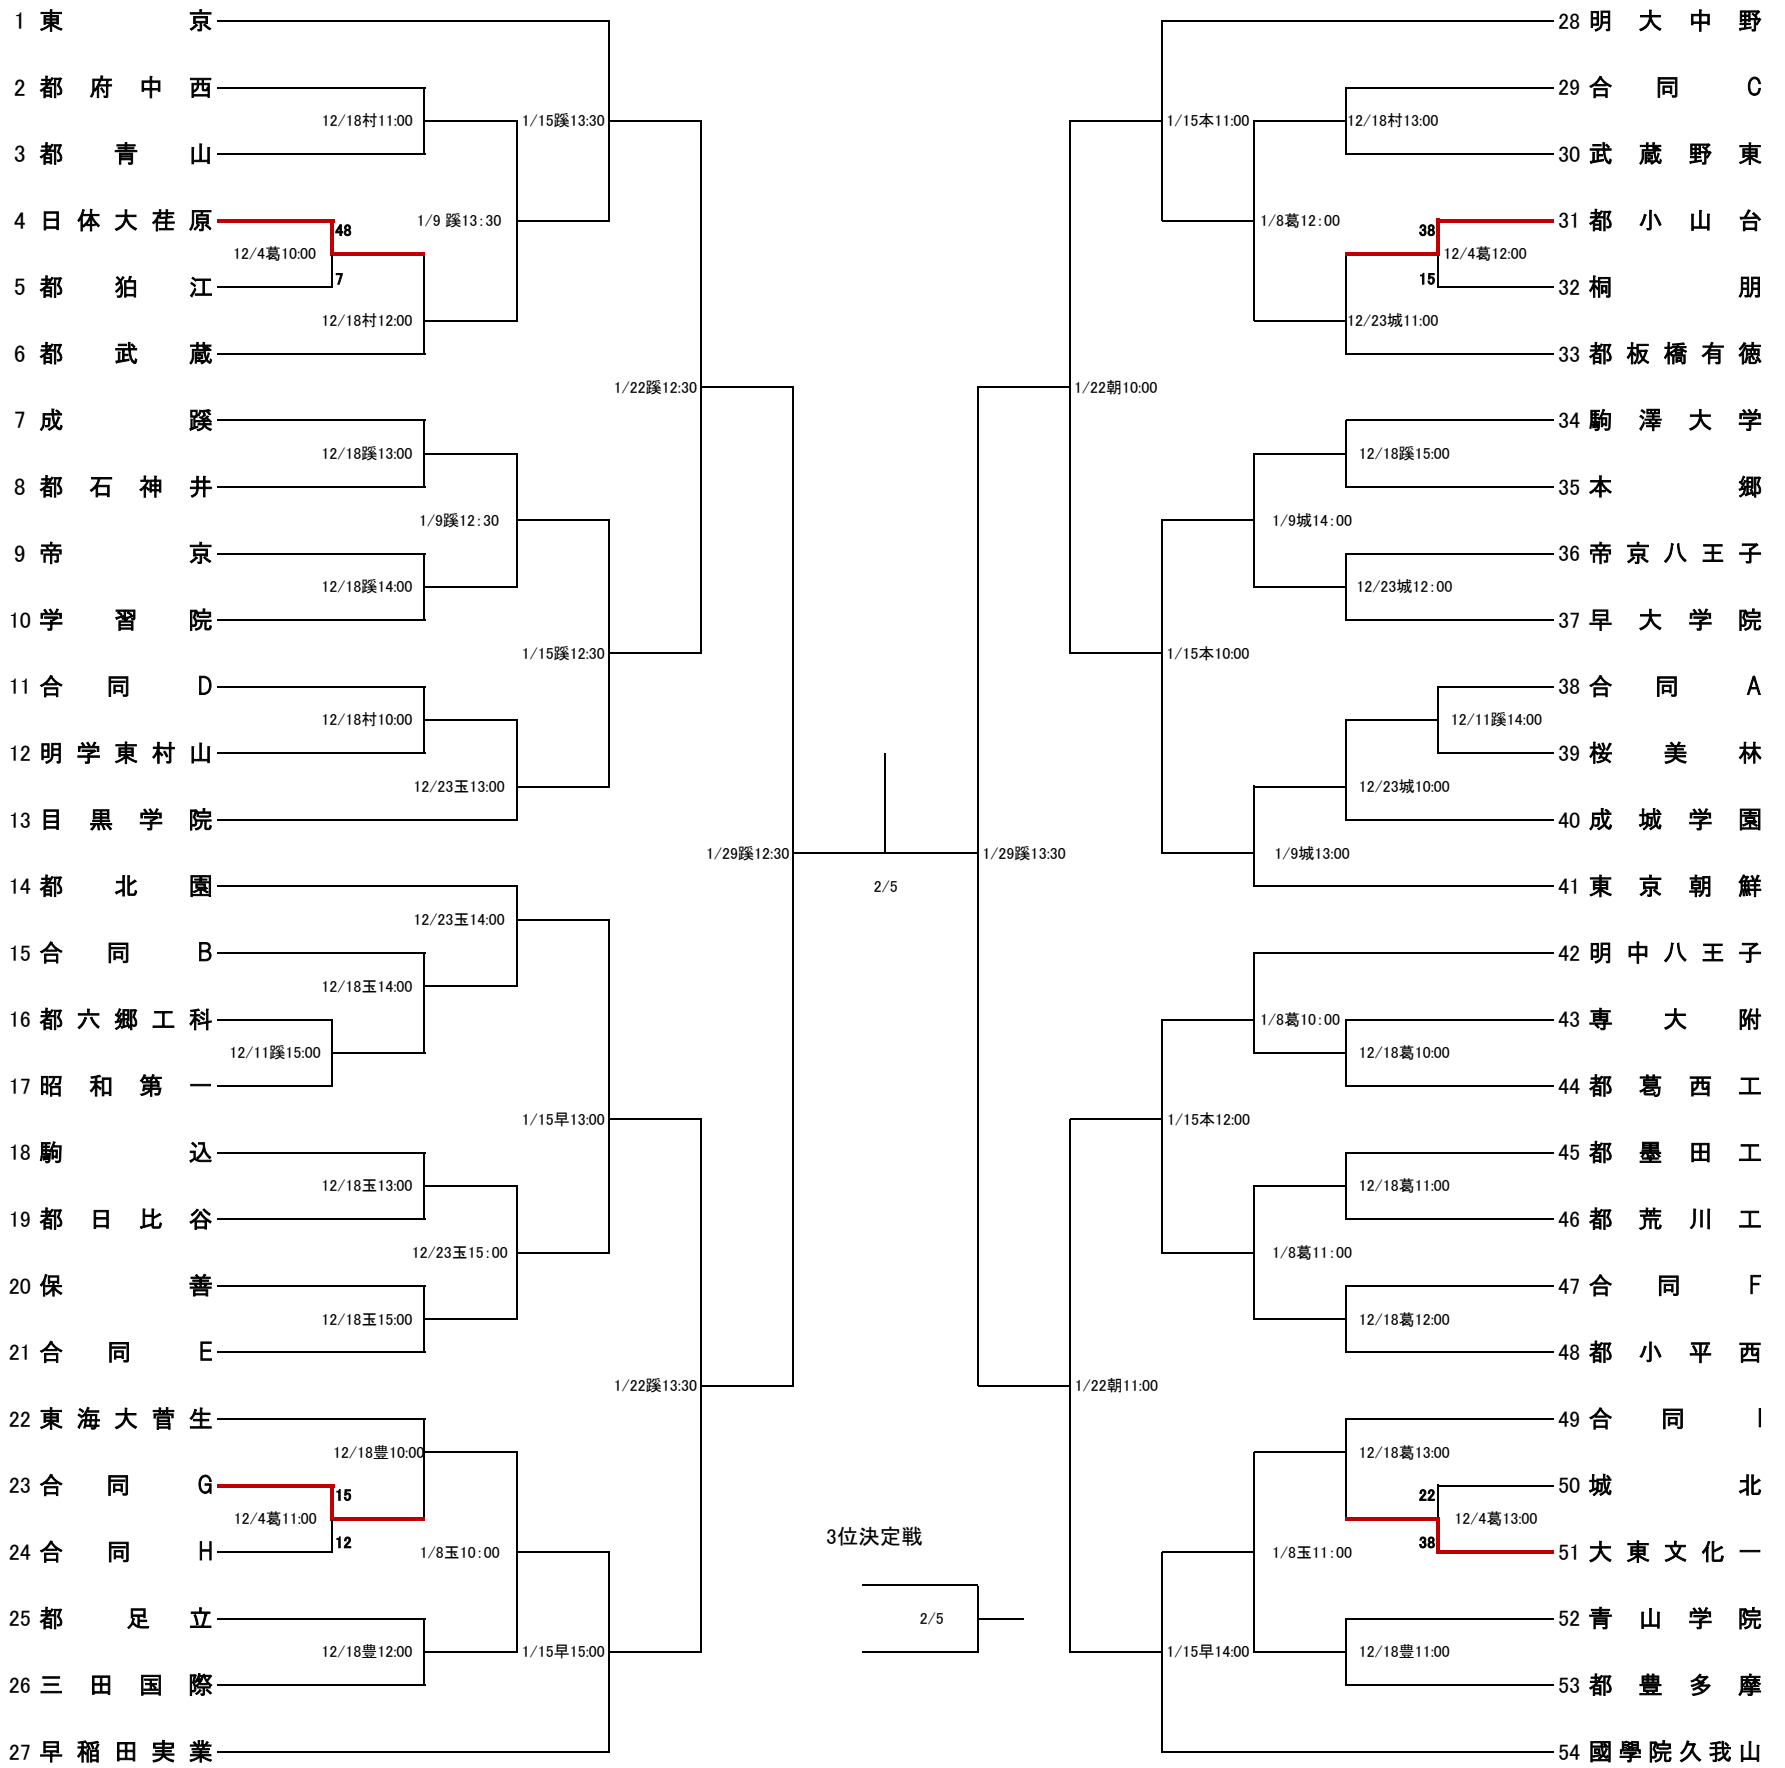 1 東京
2 都府中西
12/18村11:00
1/15蹊13:30
3 都青山
4 日体大荏原
48
12/4葛10:00
1/9 蹊13:30
7
5 都狛江
12/18村12:00
6 都武蔵
1/22蹊12:30
7 成蹊
12/18蹊13:00
8 都石神井
1/9蹊12:30
9 帝京
12/18蹊14:00
10 学習院
1/15蹊12:30
11 合同D
12/18村10:00
12 明学東村山
12/23玉13:00
13 目黒学院
1/29蹊12:30
14 都北園
12/23玉14:00
15 合同B
12/18玉14:00
16 都六郷工科
12/11蹊15:00
17 昭和第一
1/15早13:00
18 駒込
12/18玉13:00
19 都日比谷
12/23玉15:00
20 保善
12/18玉15:00
21 合同E
1/22蹊13:30
22 東海大菅生
12/18豊10:00
23 合同G
15
12/4葛11:00
12
24 合同H
1/8玉10:00
25 都足立
12/18豊12:00
1/15早15:00
26 三田国際
27 早稲田実業
2/5
3位決定戦
2/5
28 明大中野
29 合同C
1/15本11:00
12/18村13:00
30 武蔵野東
31 都小山台
38
1/8葛12:00
12/4葛12:00
15
32 桐朋
12/23城11:00
33 都板橋有徳
1/22朝10:00
34 駒澤大学
12/18蹊15:00
35 本郷
1/9城14:00
36 帝京八王子
12/23城12:00
37 早大学院
1/15本10:00
38 合同A
12/11蹊14:00
39 桜美林
12/23城10:00
40 成城学園
1/29蹊13:30
1/9城13:00
41 東京朝鮮
42 明中八王子
1/8葛10:00
43 専大附
12/18葛10:00
44 都葛西工
1/15本12:00
45 都墨田工
12/18葛11:00
46 都荒川工
1/8葛11:00
47 合同F
12/18葛12:00
48 都小平西
1/22朝11:00
49 合同I
12/18葛13:00
50 城北
22
12/4葛13:00
38
51 大東文化一
1/8玉11:00
52 青山学院
1/15早14:00
12/18豊11:00
53 都豊多摩
54 國學院久我山